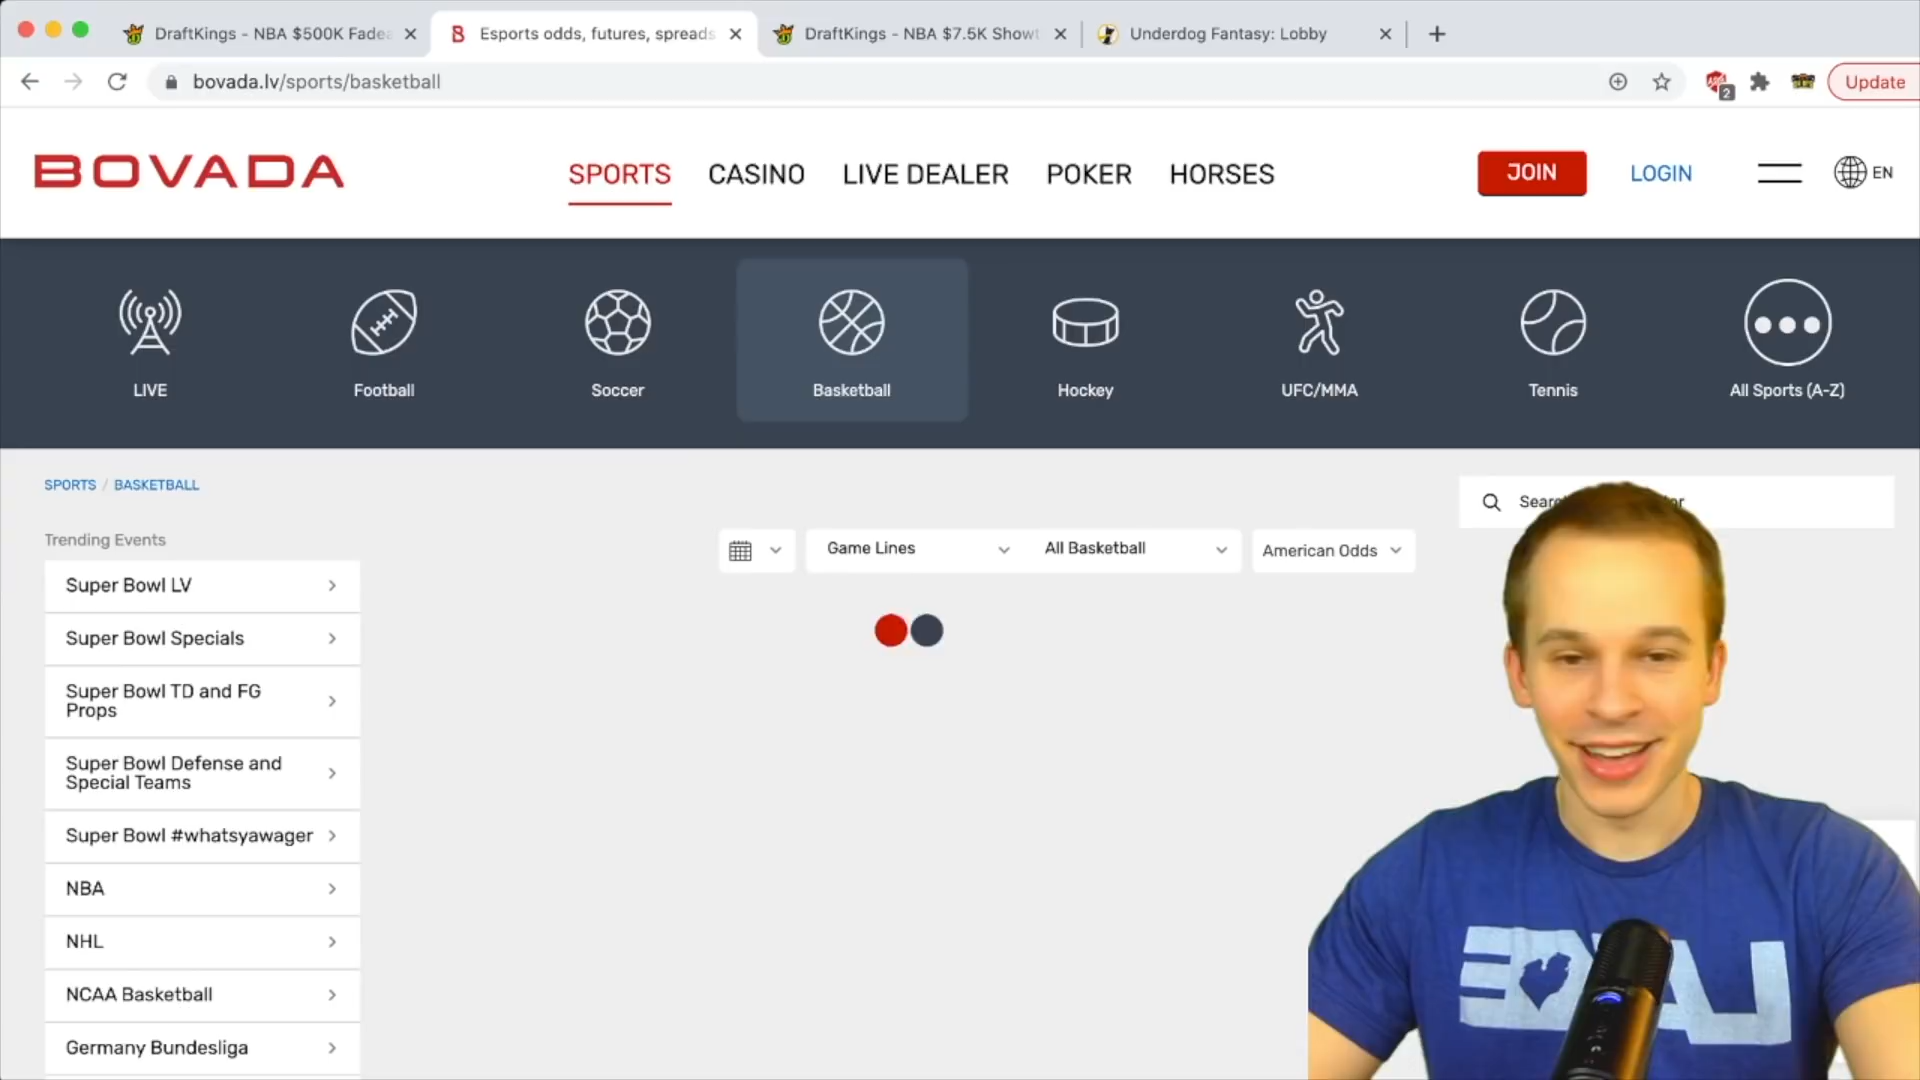 DraftKings - NBA $500K Fadea
Esports odds, futures, spreads
DraftKings - NBA $7.5K Showt
Underdog Fantasy: Lobby
bovada.lv/sports/basketball
2
Update
BOVADA
SPORTS
CASINO
LIVE DEALER
POKER
HORSES
JOIN
LOGIN
EN
LIVE
Football
Soccer
Basketball
Hockey
UFC/MMA
Tennis
All Sports (A-Z)
SPORTS / BASKETBALL
Trending Events
Game Lines
All Basketball
American Odds
Super Bowl LV
Super Bowl Specials
Super Bowl TD and FG
Props
Super Bowl Defense and
Special Teams
Super Bowl #whatsyawager
NBA
NHL
NCAA Basketball
Germany Bundesliga